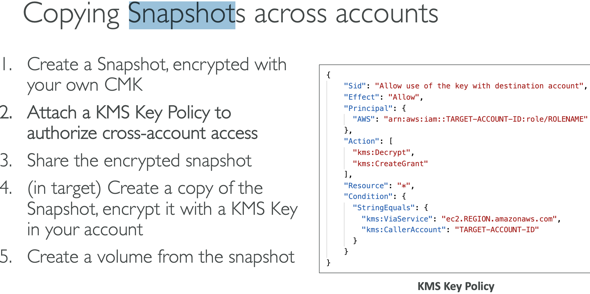 Copying Snapshots across accounts
1. Create a Snapshot, encrypted with
your own CMK
2. Attach a KMS Key Policy to
authorize cross-account access
3. Share the encrypted snapshot
4. (in target) Create a copy of the
Snapshot, encrypt it with a KMS Key
in your account
5. Create a volume from the snapshot
{
"Sid": "Allow use of the key with destination account",
"Effect": "Allow",
"Principal": {
"AWS": "arn:aws:iam::TARGET-ACCOUNT-ID:role/ROLENAME"
},
"Action": [
"kms:Decrypt",
"kms:CreateGrant"
],
"Resource": "*",
"Condition": {
"StringEquals": {
"kms:ViaService": "ec2.REGION.amazonaws.com",
"kms:CallerAccount": "TARGET-ACCOUNT-ID"
}
}
}
KMS Key Policy